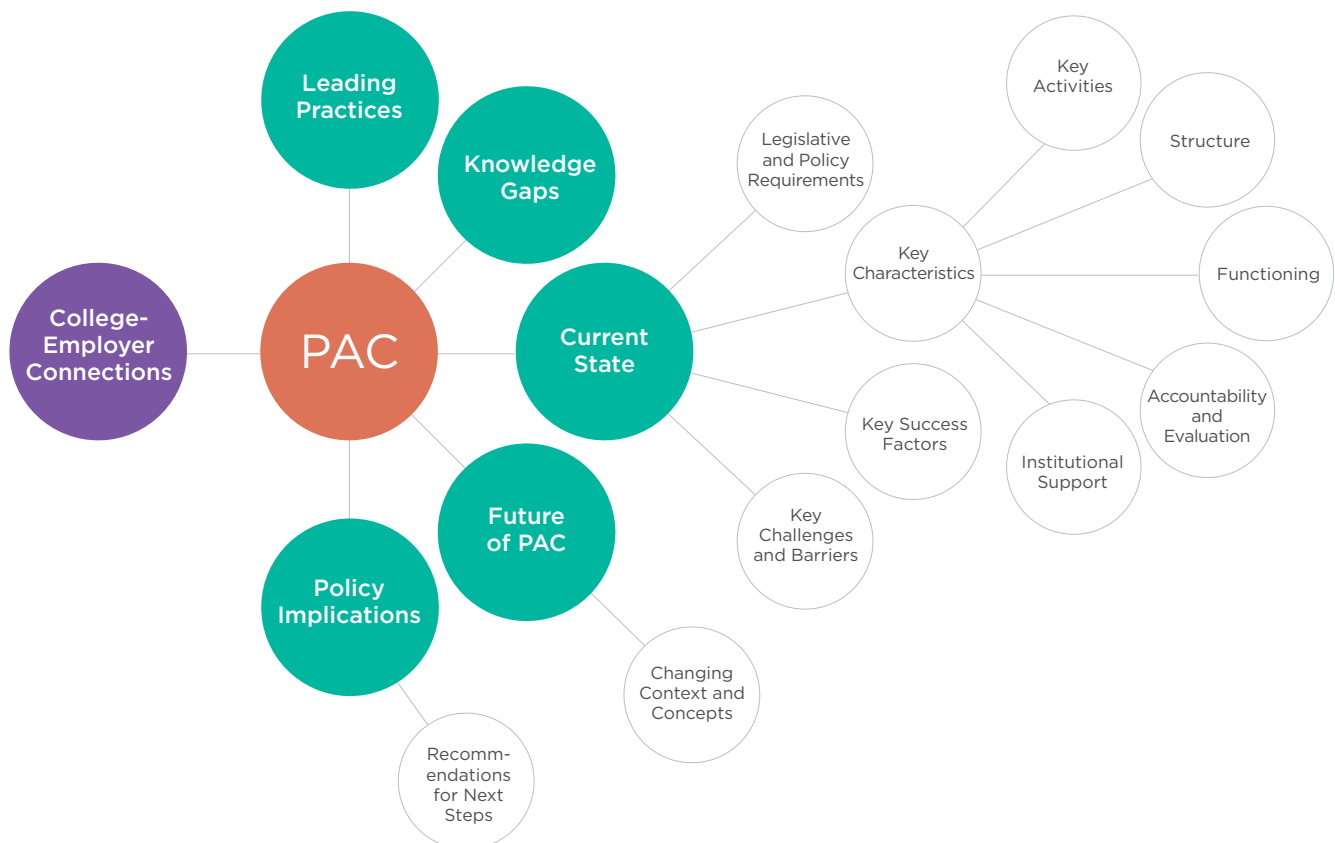 Leading
Practices
Knowledge
Gaps
College-
Employer
Connections
PAC
Current
State
Future
of PAC
Policy
Implications
Legislative
and Policy
Requirements
Key
Characteristics
Key Success
Factors
Key
Challenges
and Barriers
Key
Activities
Structure
Functioning
Accountability
and
Evaluation
Institutional
Support
Changing
Context and
Concepts
Recomm-
endations
for Next
Steps